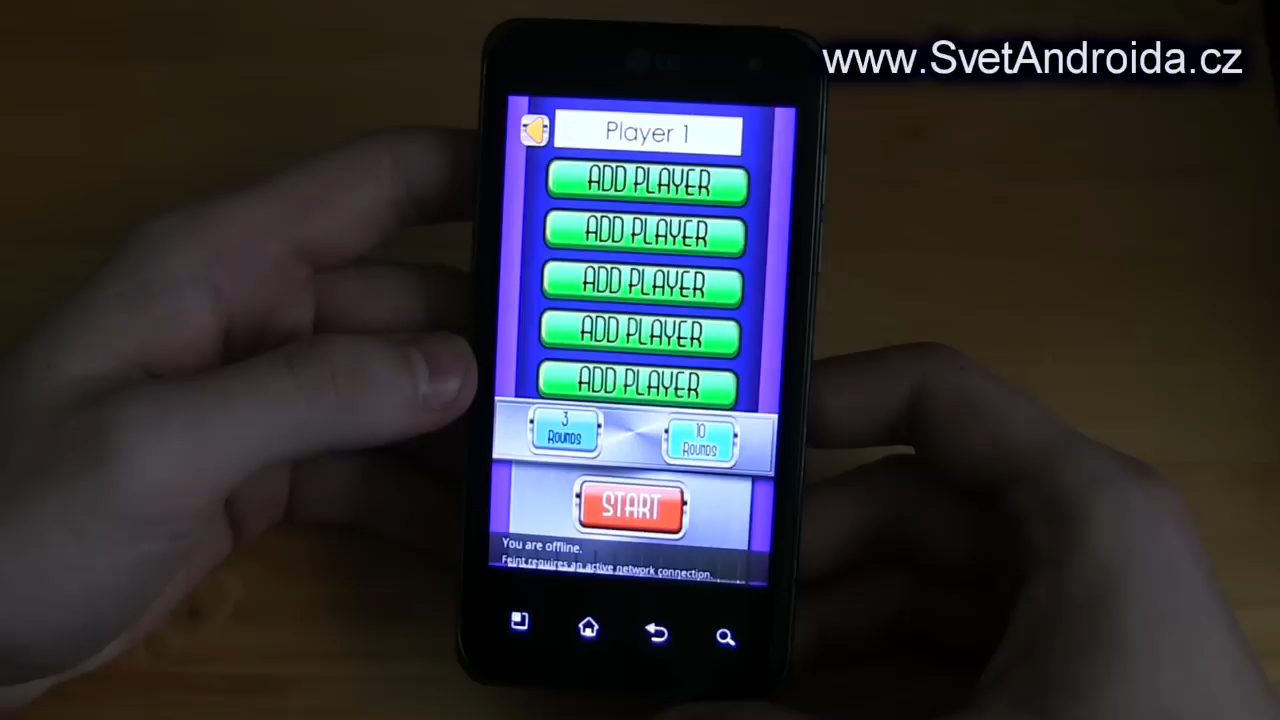 www.SvetAndroida.cz
LG
Player 1
ADD PLAYER
ADD PLAYER
ADD PLAYER
ADD PLAYER
ADD PLAYER
3
ROUNDS
10
ROUNDS
START
You are offline.
Feint requires an active network connection.